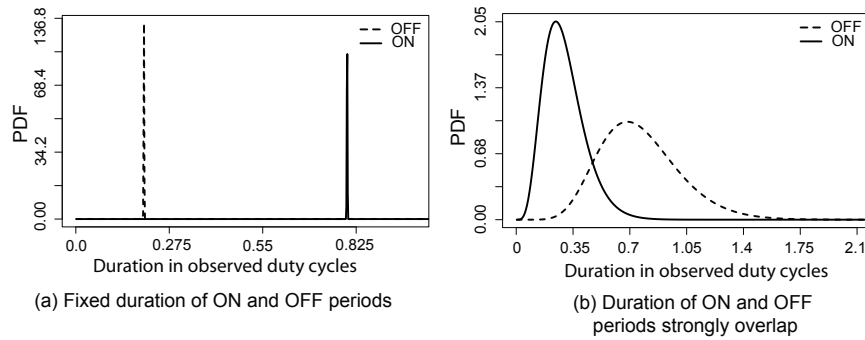 136.8
68.4
34.2
0.00
PDF
OFF
ON
0.0 0.275 0.55 0.825
Duration in observed duty cycles
(a) Fixed duration of ON and OFF periods
2.05
1.37
0.68
0.00
PDF
OFF
ON
0 0.35 0.7 1.05 1.4 1.75 2.1
Duration in observed duty cycles
(b) Duration of ON and OFF
periods strongly overlap